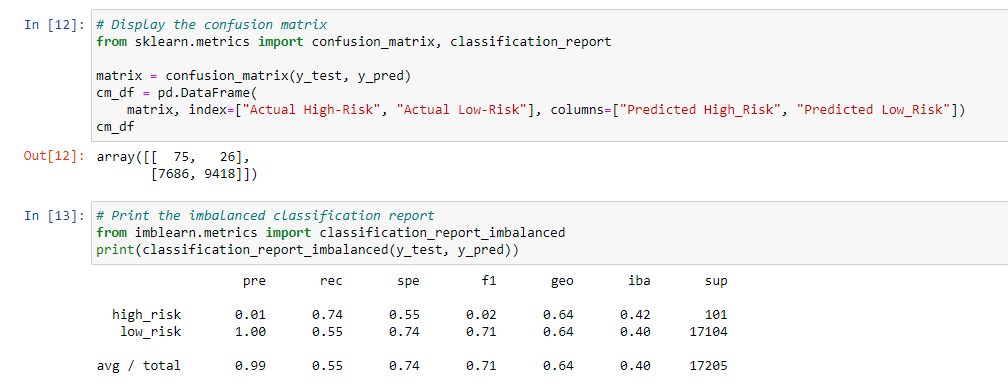 In [12]: # Display the confusion matrix
from sklearn.metrics import confusion_matrix, classification_report
matrix = confusion_matrix(y_test, y_pred)
cm_df = pd.DataFrame(
    matrix, index=["Actual High-Risk", "Actual Low-Risk"], columns=["Predicted High_Risk", "Predicted Low_Risk"])
cm_df
Out[12]: array([[  75,   26],
       [7686, 9418]])
In [13]: # Print the imbalanced classification report
from imblearn.metrics import classification_report_imbalanced
print(classification_report_imbalanced(y_test, y_pred))
pre rec spe f1 geo iba sup
high_risk 0.01 0.74 0.55 0.02 0.64 0.42 101
low_risk 1.00 0.55 0.74 0.71 0.64 0.40 17104
avg / total 0.99 0.55 0.74 0.71 0.64 0.40 17205